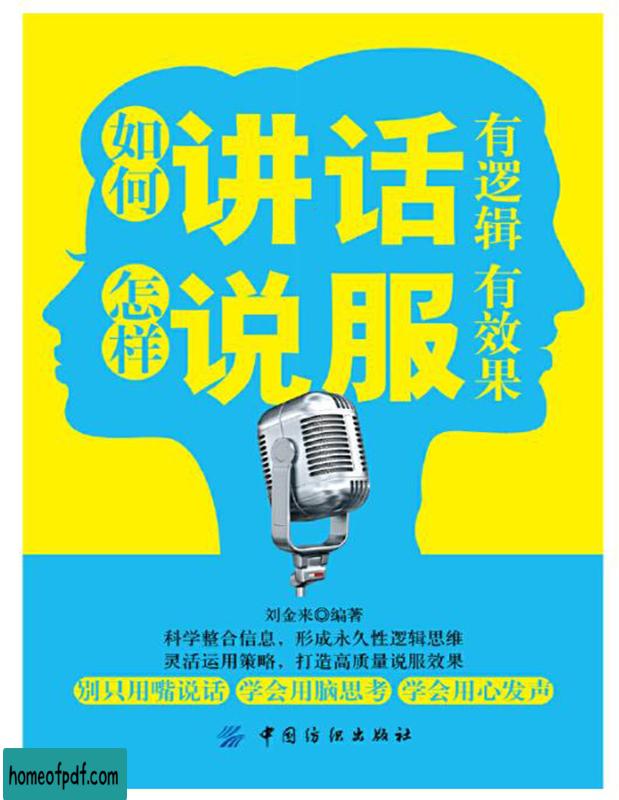 如何讲话有逻辑
怎样说服有效果
刘金来◎编著
科学整合信息，形成永久性逻辑思维
灵活运用策略，打造高质量说服效果
别只用嘴说话 学会用脑思考 学会用心发声
中国纺织出版社
homeofpdf.com